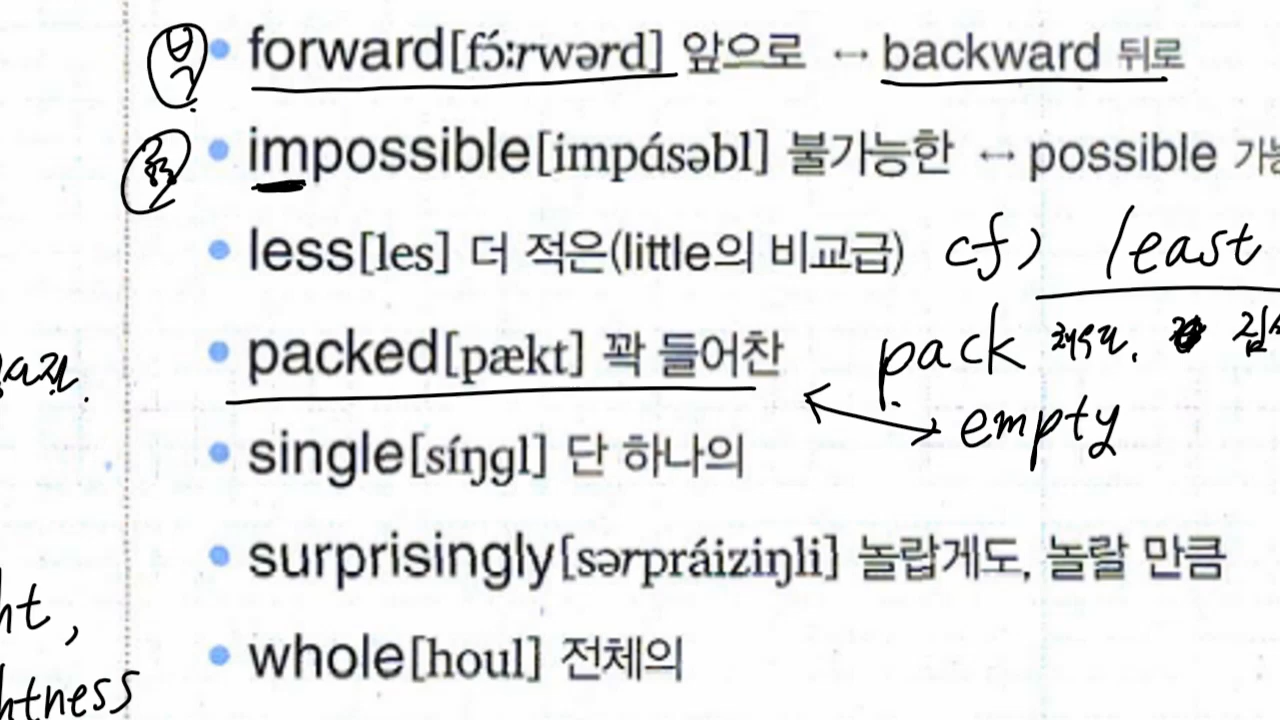 부
forward[fɔ́ːrwərd] 앞으로 ↔ backward 뒤로
형
impossible[impásəbl] 불가능한 ↔ possible
less[les] 더 적은(little의 비교급) cf) least
packed[pækt] 꽉 들어찬 pack
empty
single[síŋgl] 단 하나의
surprisingly[sərpráiziŋli] 놀랍게도, 놀랄 만큼
whole[houl] 전체의